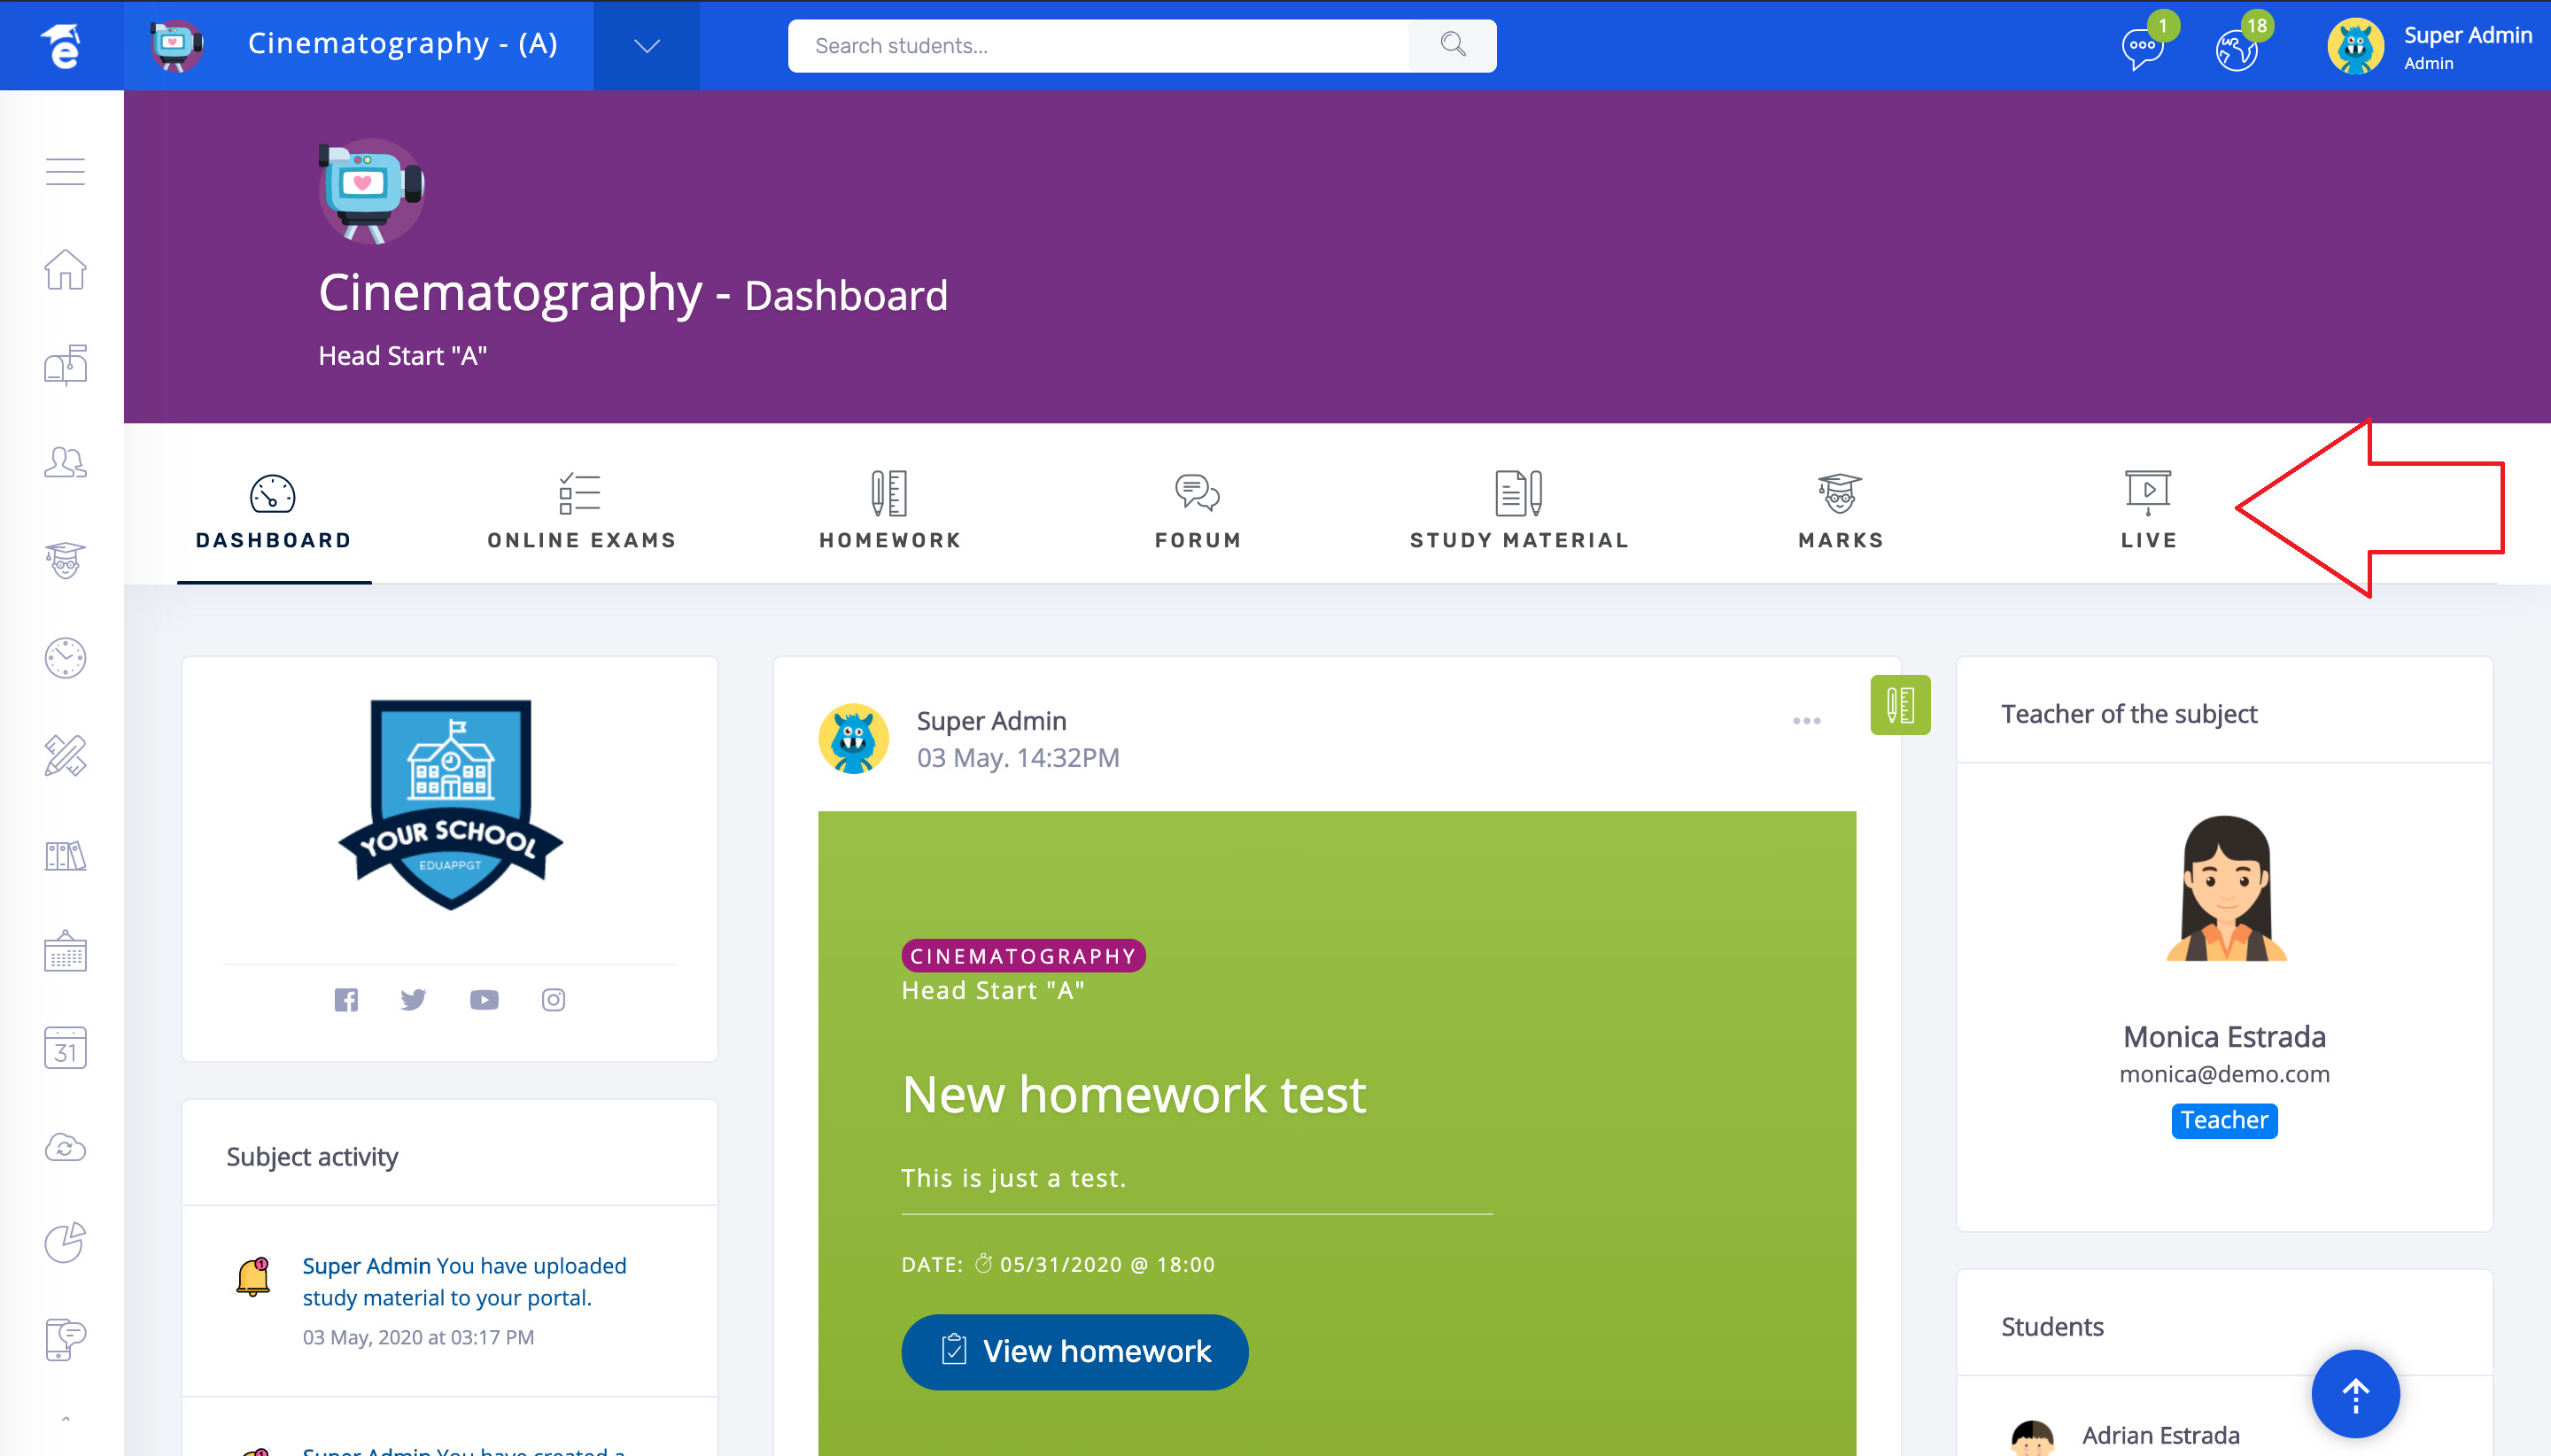 Cinematography - (A)
Search students...
1
18
Super Admin
Admin
Cinematography - Dashboard
Head Start "A"
DASHBOARD
ONLINE EXAMS
HOMEWORK
FORUM
STUDY MATERIAL
MARKS
LIVE
YOUR SCHOOL
EDUAPPGT
Super Admin
03 May. 14:32PM
Teacher of the subject
CINEMATOGRAPHY
Head Start "A"
New homework test
This is just a test.
DATE: 05/31/2020 @ 18:00
View homework
Monica Estrada
monica@demo.com
Teacher
31
Subject activity
Super Admin You have uploaded
study material to your portal.
03 May, 2020 at 03:17 PM
Super Admin You have created a
Students
Adrian Estrada